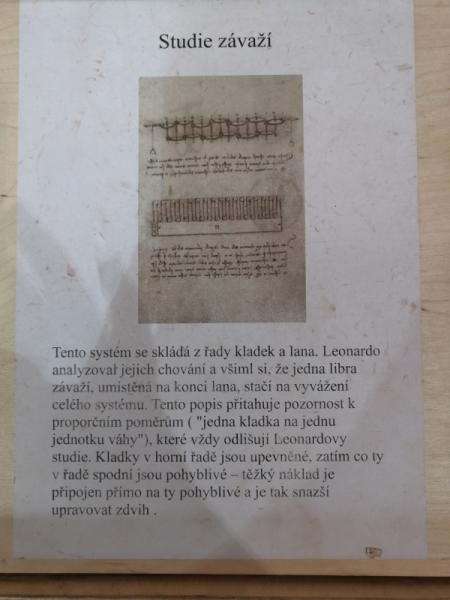 Studie závaží
Tento systém se skládá z řady kladek a lana. Leonardo
analyzoval jejich chování a všiml si, že jedna libra
závaží, umístěná na konci lana, stačí na vyvážení
celého systému. Tento popis přitahuje pozornost k
proporčním poměrům ( "jedna kladka na jednu
jednotku váhy"), které vždy odlišují Leonardovy
studie. Kladky v horní řadě jsou upevněné, zatím co ty
v řadě spodní jsou pohyblivé – těžký náklad je
připojen přímo na ty pohyblivé a je tak snazší
upravovat zdvih .